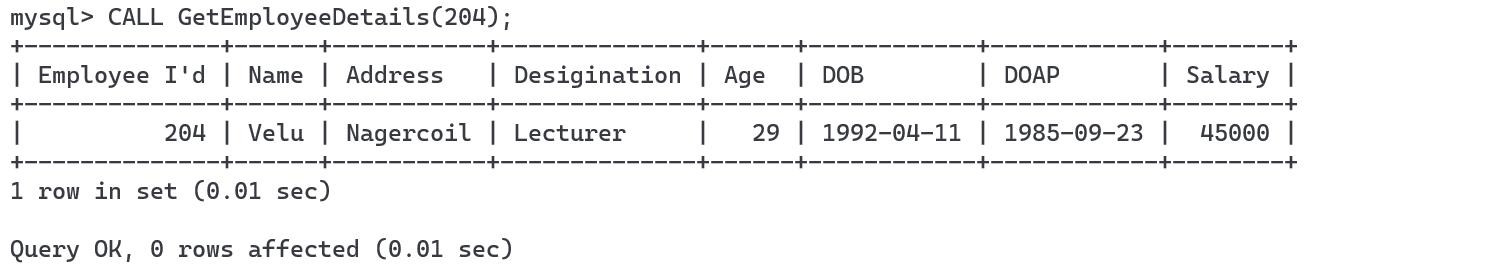 mysql> CALL GetEmployeeDetails(204);
+--------------+------+-----------+--------------+------+------------+------------+--------+
| Employee I'd | Name | Address   | Desigination | Age  | DOB        | DOAP       | Salary |
+--------------+------+-----------+--------------+------+------------+------------+--------+
|          204 | Velu | Nagercoil | Lecturer     |   29 | 1992-04-11 | 1985-09-23 |  45000 |
+--------------+------+-----------+--------------+------+------------+------------+--------+
1 row in set (0.01 sec)

Query OK, 0 rows affected (0.01 sec)